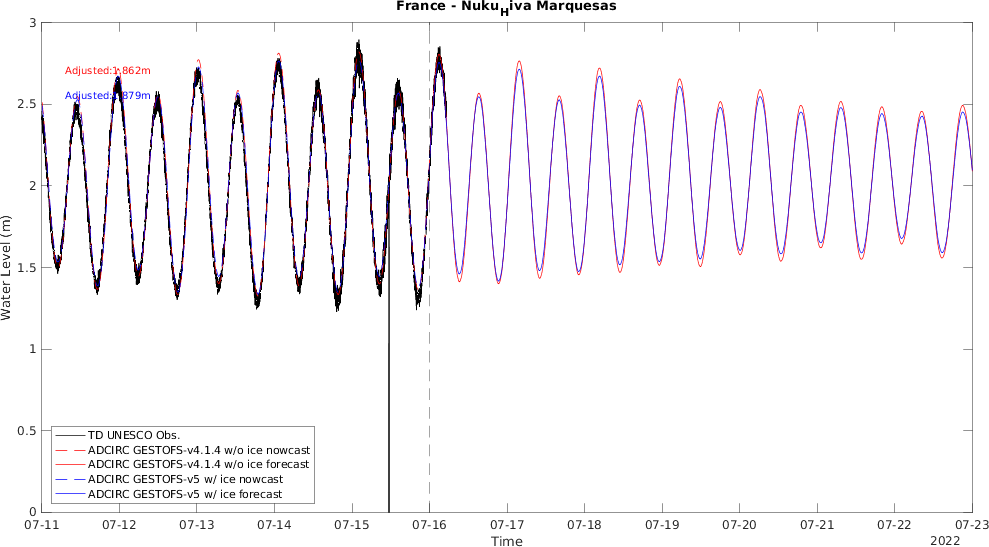 France - Nuku_Hiva Marquesas
Water Level (m)
3
2.5
2
1.5
1
0.5
0
Adjusted:1.862m
Adjusted:1.879m
TD UNESCO Obs.
ADCIRC GESTOFS-v4.1.4 w/o ice nowcast
ADCIRC GESTOFS-v4.1.4 w/o ice forecast
ADCIRC GESTOFS-v5 w/ ice nowcast
ADCIRC GESTOFS-v5 w/ ice forecast
07-11 07-12 07-13 07-14 07-15 07-16 07-17 07-18 07-19 07-20 07-21 07-22 07-23
Time
2022